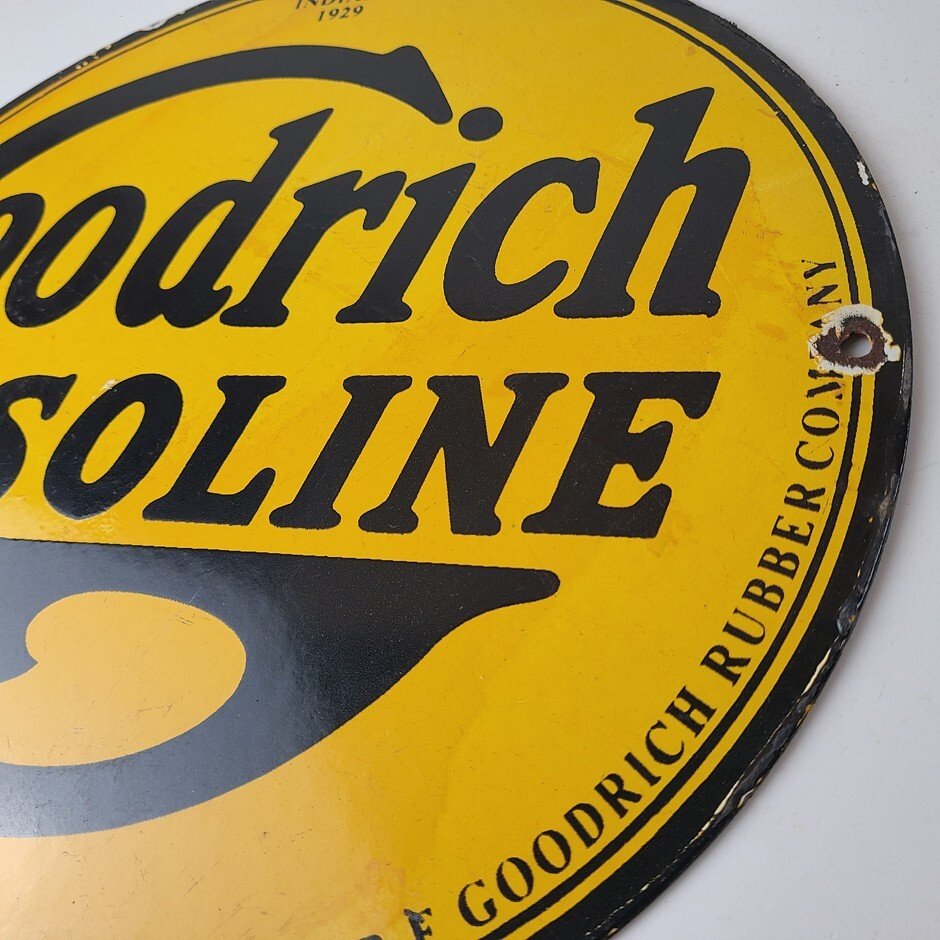 1929
oodrich
SOLINE
GOODRICH RUBBER COMPANY